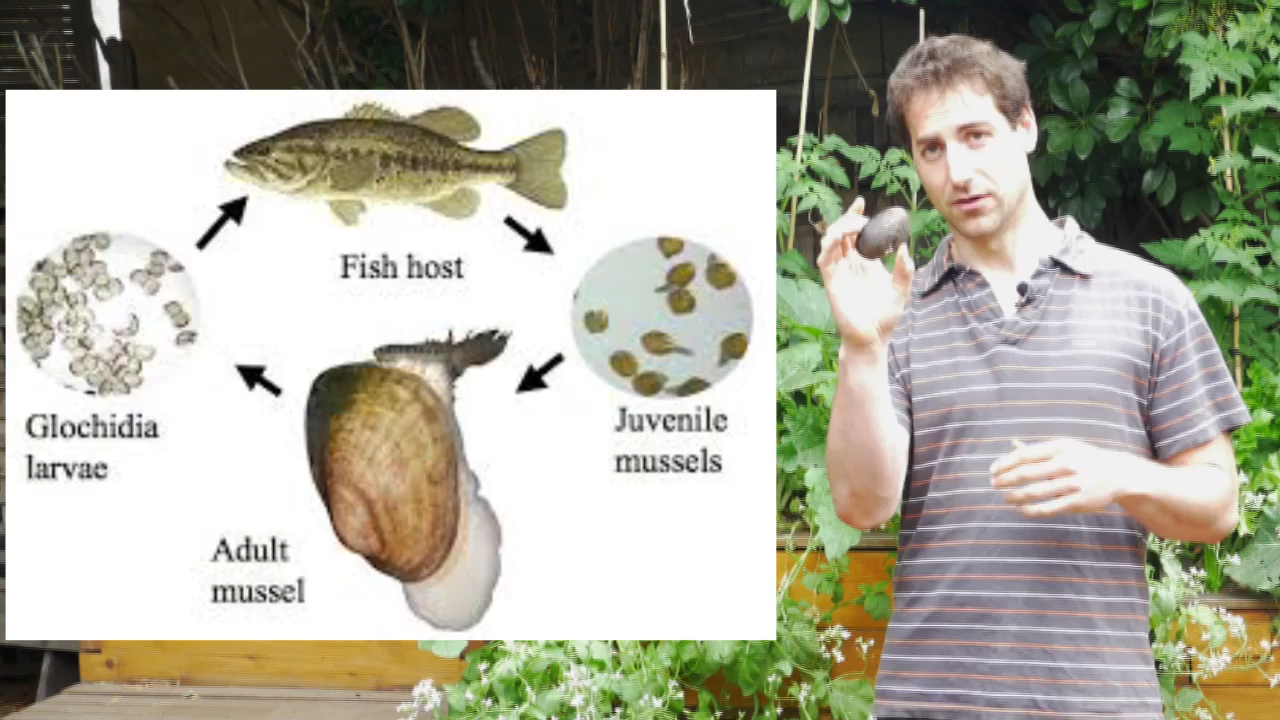 Fish host
Glochidia
larvae
Juvenile
mussels
Adult
mussel